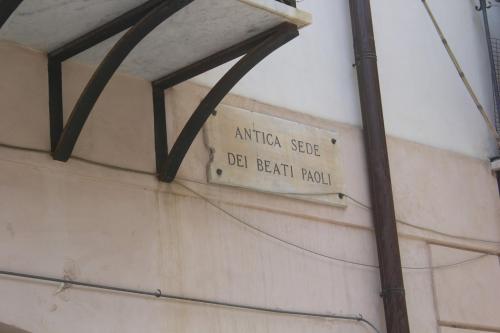 ANTICA SEDE
DEI BEATI PAOLI